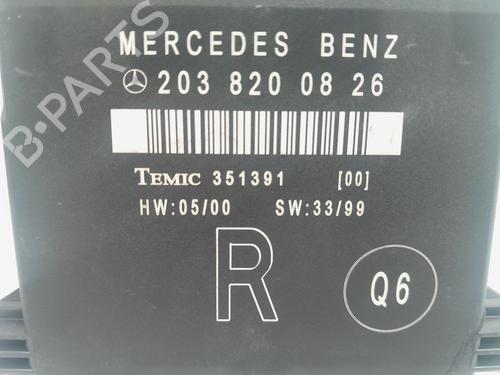 MERCEDES BENZ
203 820 08 26
TEMIC 351391 [00]
HW:05/00 SW:33/99
R
Q6
B-PARTS